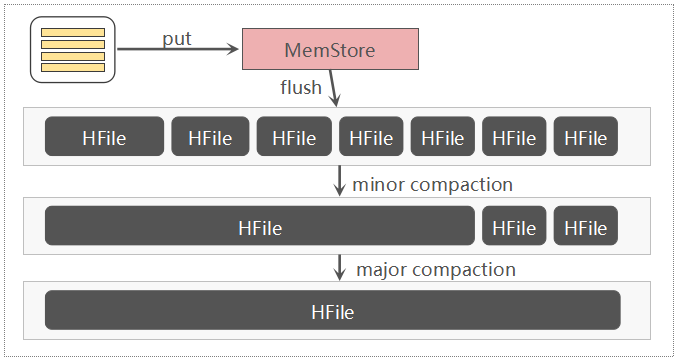 put
MemStore
flush
HFile HFile HFile HFile HFile HFile HFile
minor compaction
HFile HFile HFile
major compaction
HFile